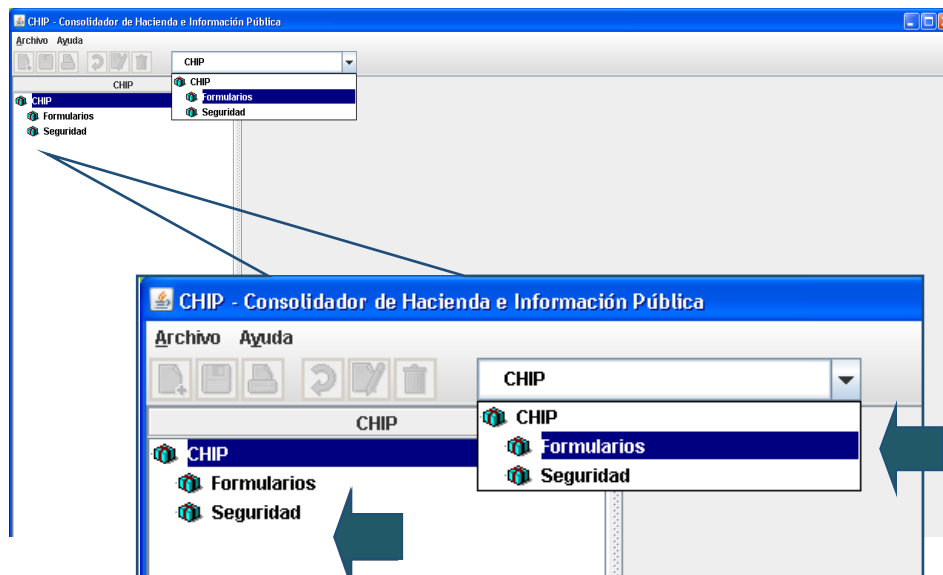 CHIP - Consolidador de Hacienda e Información Pública
Archivo Ayuda
CHIP
CHIP
CHIP
Formularios
Seguridad
CHIP
Formularios
Seguridad
CHIP - Consolidador de Hacienda e Información Pública
Archivo Ayuda
CHIP
CHIP
CHIP
Formularios
Seguridad
CHIP
Formularios
Seguridad